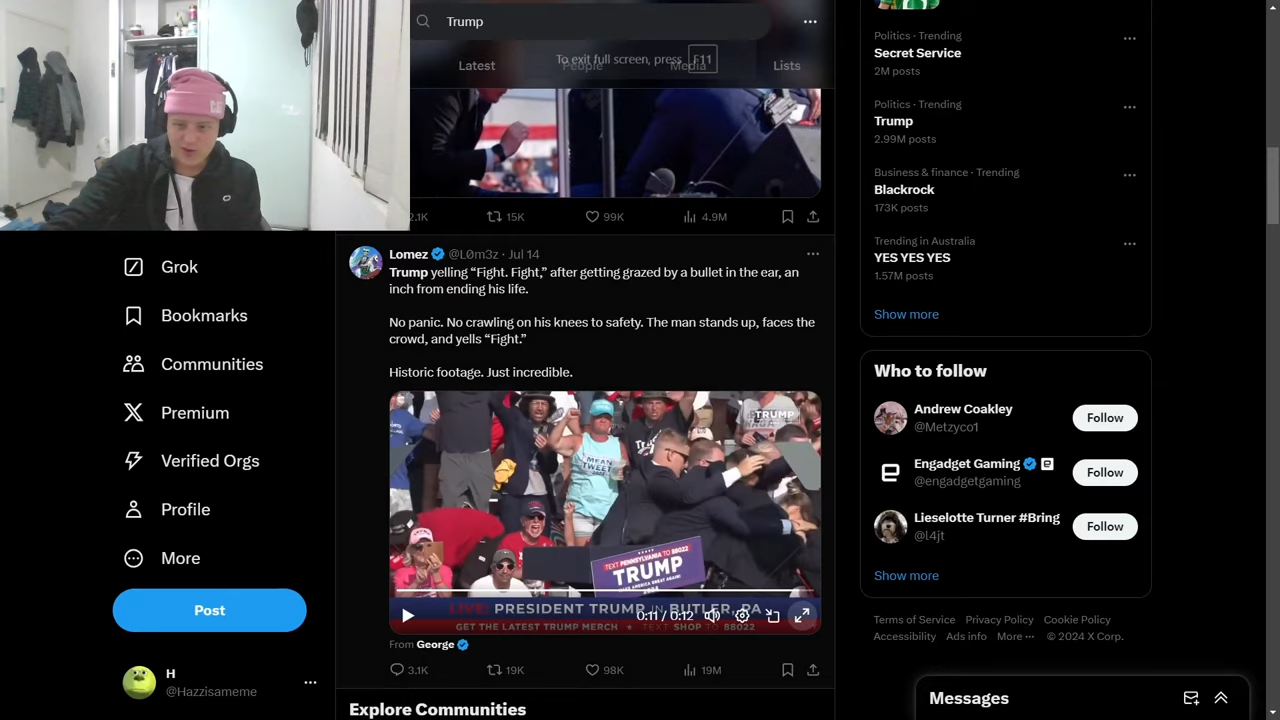 Trump
To exit full screen, press F11
Latest
People
Media
Lists
2.1K
15K
99K
4.9M
Lomez @L0m3z · Jul 14
Trump yelling “Fight. Fight,” after getting grazed by a bullet in the ear, an
inch from ending his life.
No panic. No crawling on his knees to safety. The man stands up, faces the
crowd, and yells “Fight.”
Historic footage. Just incredible.
TRUMP
MEAN
TWEET
TEXT PENNSYLVANIA TO 88022
TRUMP
MAKE AMERICA GREAT AGAIN!
LIVE: PRESIDENT TRUMP IN BUTLER, PA
0:11 / 0:12
GET THE LATEST TRUMP MERCH ★ TEXT SHOP TO 88022
From George
3.1K
19K
98K
19M
Explore Communities
Grok
Bookmarks
Communities
Premium
Verified Orgs
Profile
More
Post
H
@Hazzisameme
Politics · Trending
Secret Service
2M posts
Politics · Trending
Trump
2.99M posts
Business & finance · Trending
Blackrock
173K posts
Trending in Australia
YES YES YES
1.57M posts
Show more
Who to follow
Andrew Coakley
@Metzyco1
Follow
Engadget Gaming
@engadgetgaming
Follow
Lieselotte Turner #Bring
@l4jt
Follow
Show more
Terms of Service Privacy Policy Cookie Policy
Accessibility Ads info More ··· © 2024 X Corp.
Messages